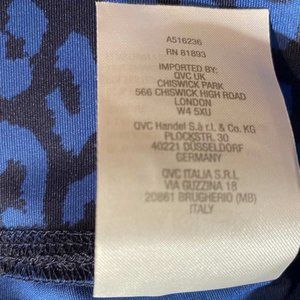 A516236
RN 81893
IMPORTED BY:
QVC UK
CHISWICK PARK
566 CHISWICK HIGH ROAD
LONDON
W4 5XU
QVC Handel S.à r.l. & Co. KG
PLOCKSTR. 30
40221 DÜSSELDORF
GERMANY
QVC ITALIA S.R.L
VIA GUZZINA 18
20861 BRUGHERIO (MB)
ITALY